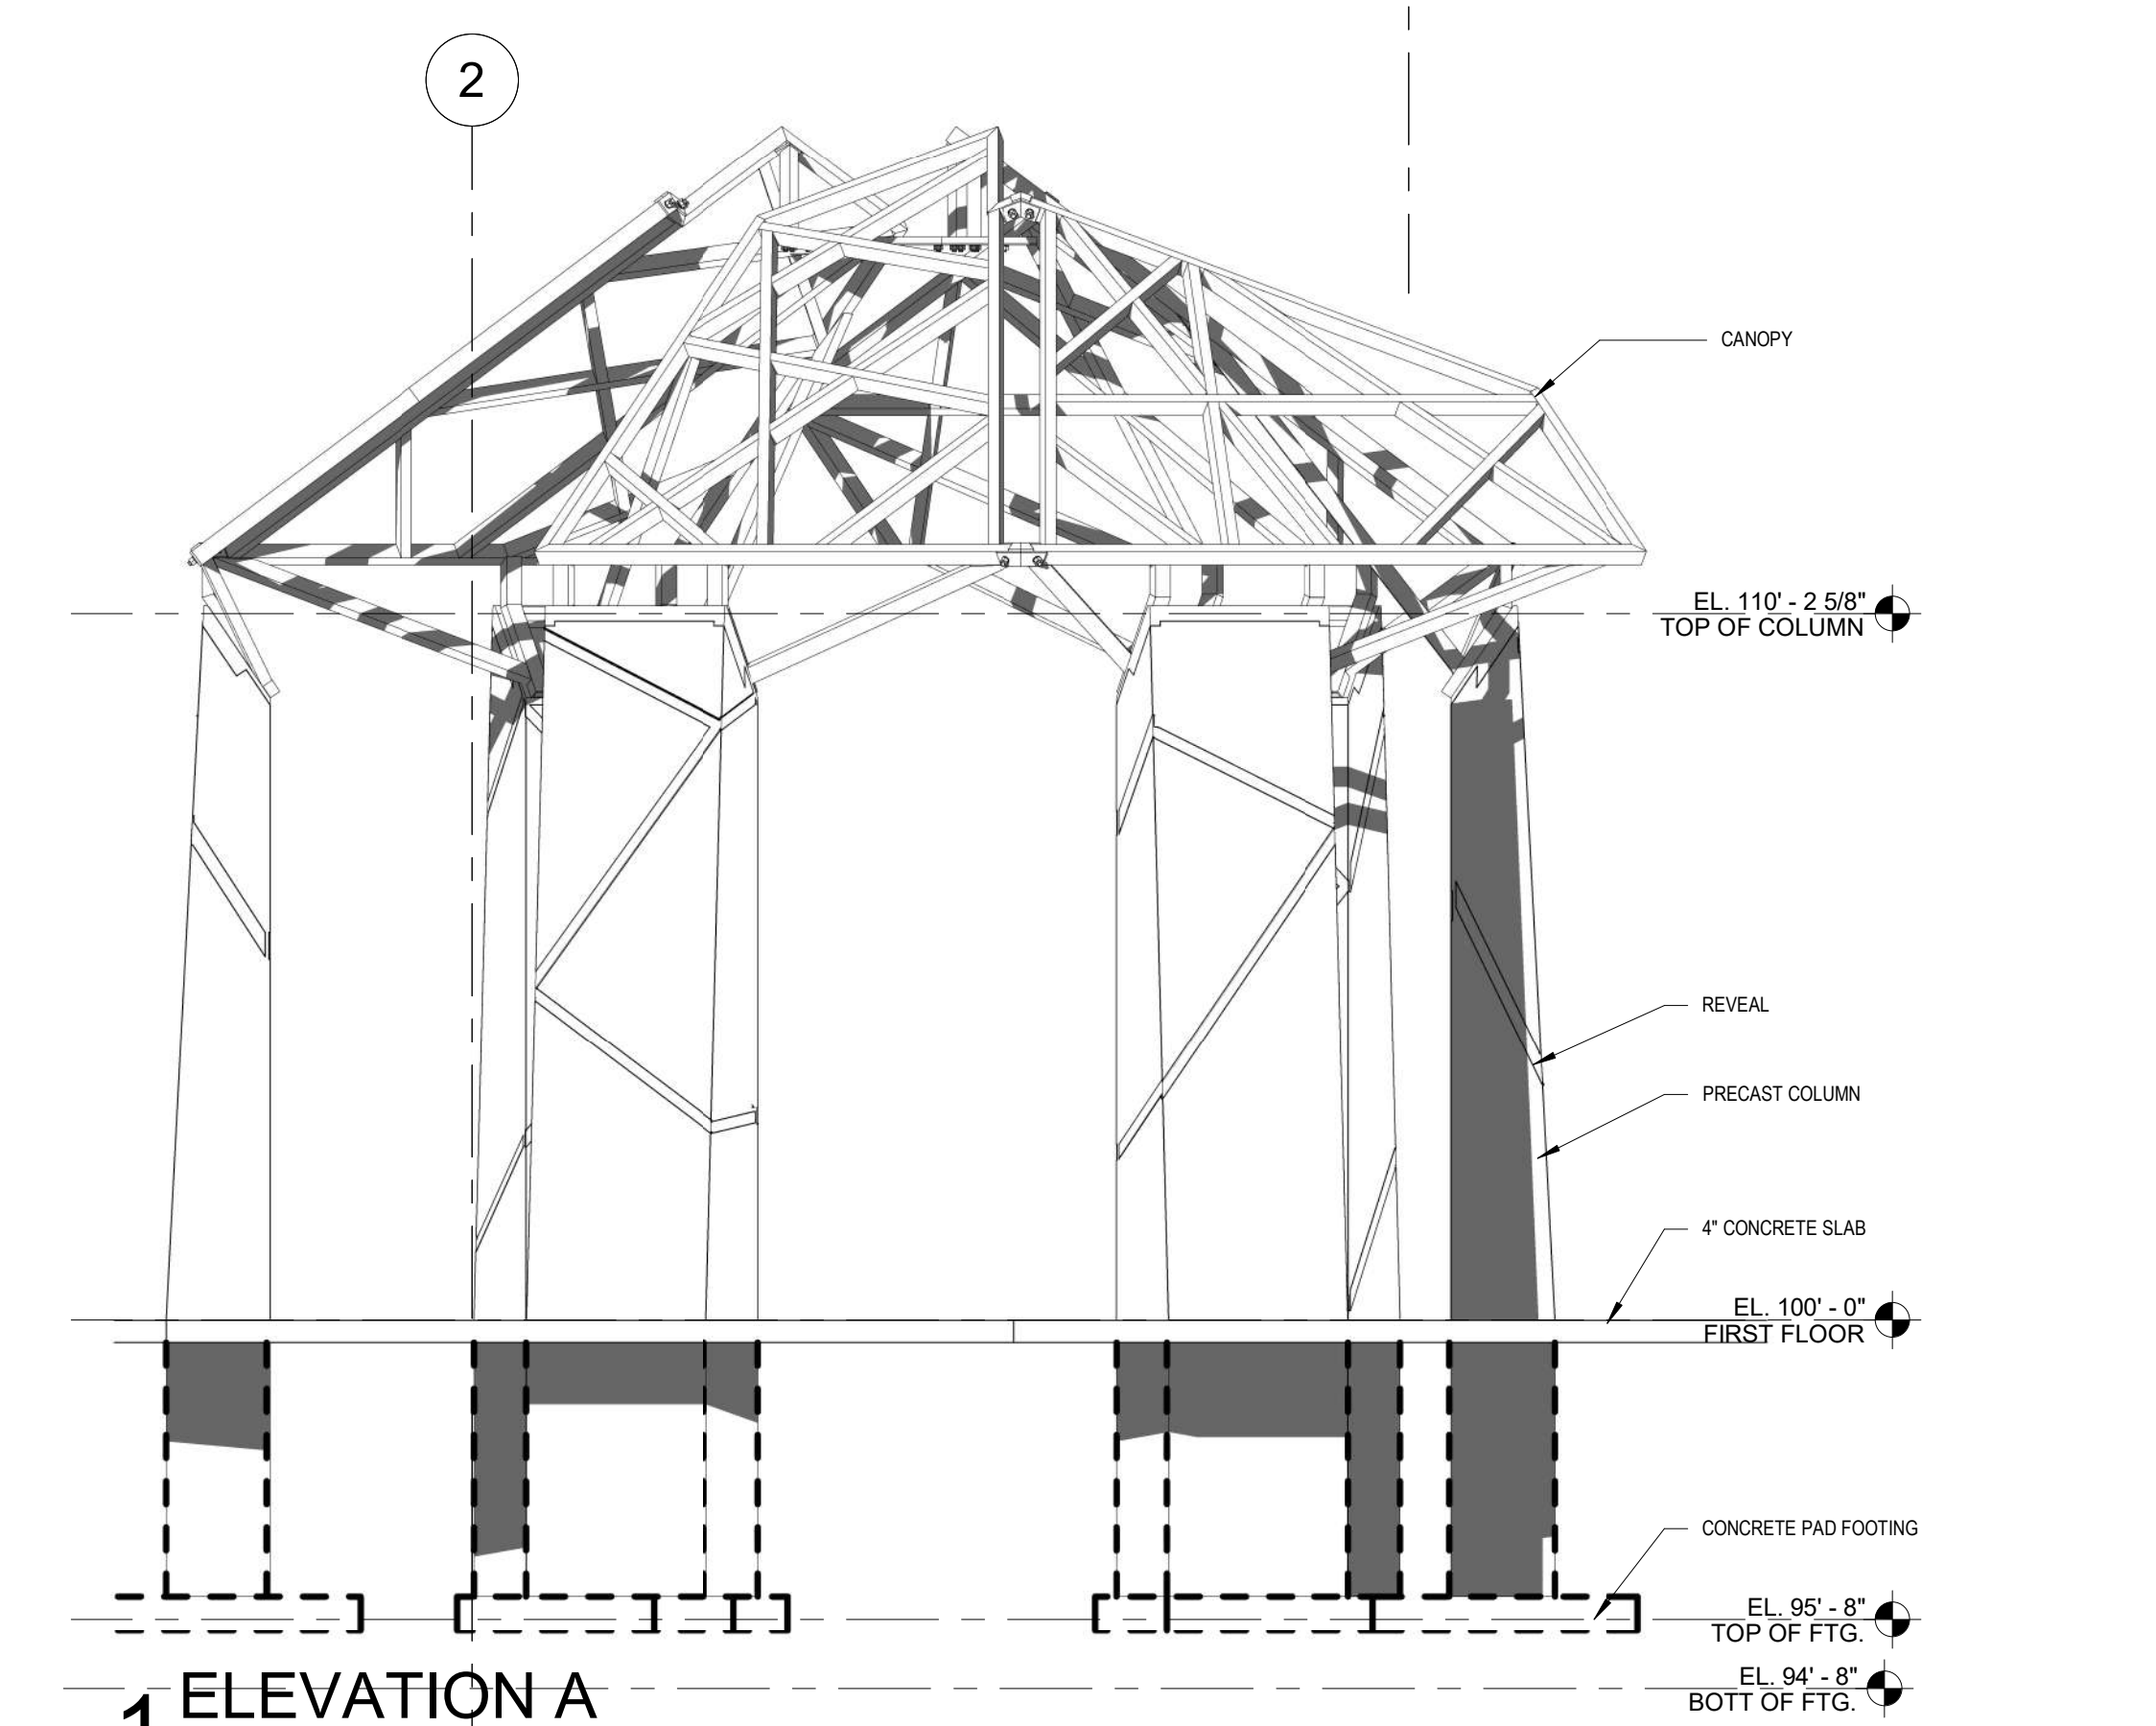 2
CANOPY
EL. 110' - 2 5/8"
TOP OF COLUMN
REVEAL
PRECAST COLUMN
4" CONCRETE SLAB
EL. 100' - 0"
FIRST FLOOR
CONCRETE PAD FOOTING
EL. 95' - 8"
TOP OF FTG.
EL. 94' - 8"
BOTT OF FTG.
1 ELEVATION A